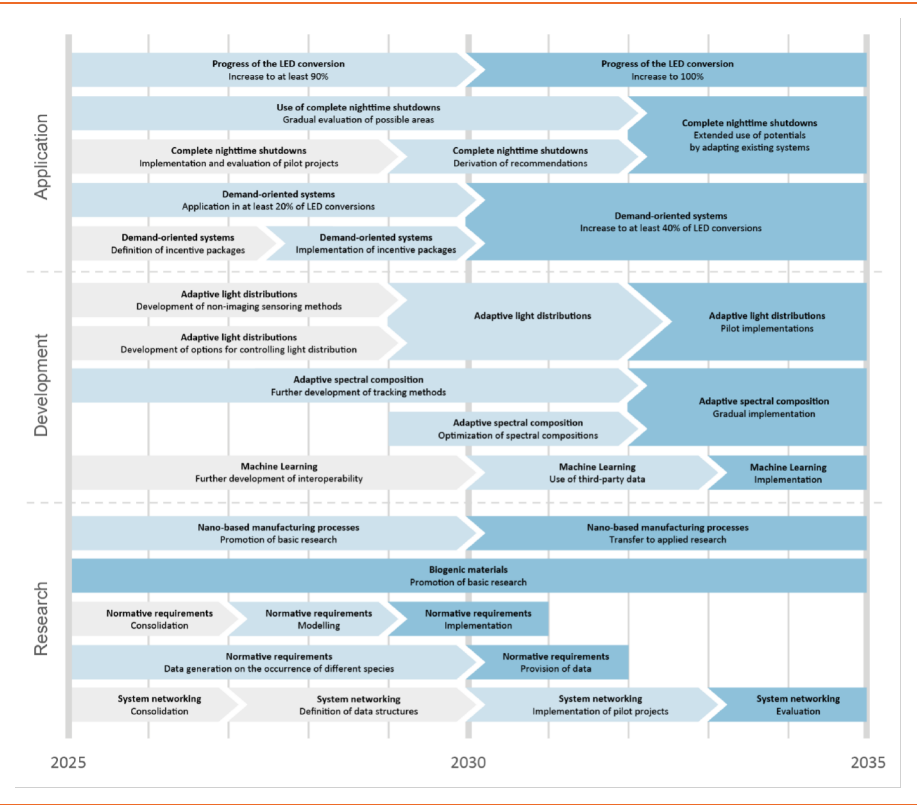 Application
Progress of the LED conversion
Increase to at least 90%
Progress of the LED conversion
Increase to 100%
Use of complete nighttime shutdowns
Gradual evaluation of possible areas
Complete nighttime shutdowns
Extended use of potentials
by adapting existing systems
Complete nighttime shutdowns
Implementation and evaluation of pilot projects
Complete nighttime shutdowns
Derivation of recommendations
Demand-oriented systems
Application in at least 20% of LED conversions
Demand-oriented systems
Increase to at least 40% of LED conversions
Demand-oriented systems
Definition of incentive packages
Demand-oriented systems
Implementation of incentive packages
Development
Adaptive light distributions
Development of non-imaging sensoring methods
Adaptive light distributions
Adaptive light distributions
Pilot implementations
Adaptive light distributions
Development of options for controlling light distribution
Adaptive spectral composition
Further development of tracking methods
Adaptive spectral composition
Gradual implementation
Adaptive spectral composition
Optimization of spectral compositions
Machine Learning
Further development of interoperability
Machine Learning
Use of third-party data
Machine Learning
Implementation
Research
Nano-based manufacturing processes
Promotion of basic research
Nano-based manufacturing processes
Transfer to applied research
Biogenic materials
Promotion of basic research
Normative requirements
Consolidation
Normative requirements
Modelling
Normative requirements
Implementation
Normative requirements
Data generation on the occurrence of different species
Normative requirements
Provision of data
System networking
Consolidation
System networking
Definition of data structures
System networking
Implementation of pilot projects
System networking
Evaluation
2025
2030
2035